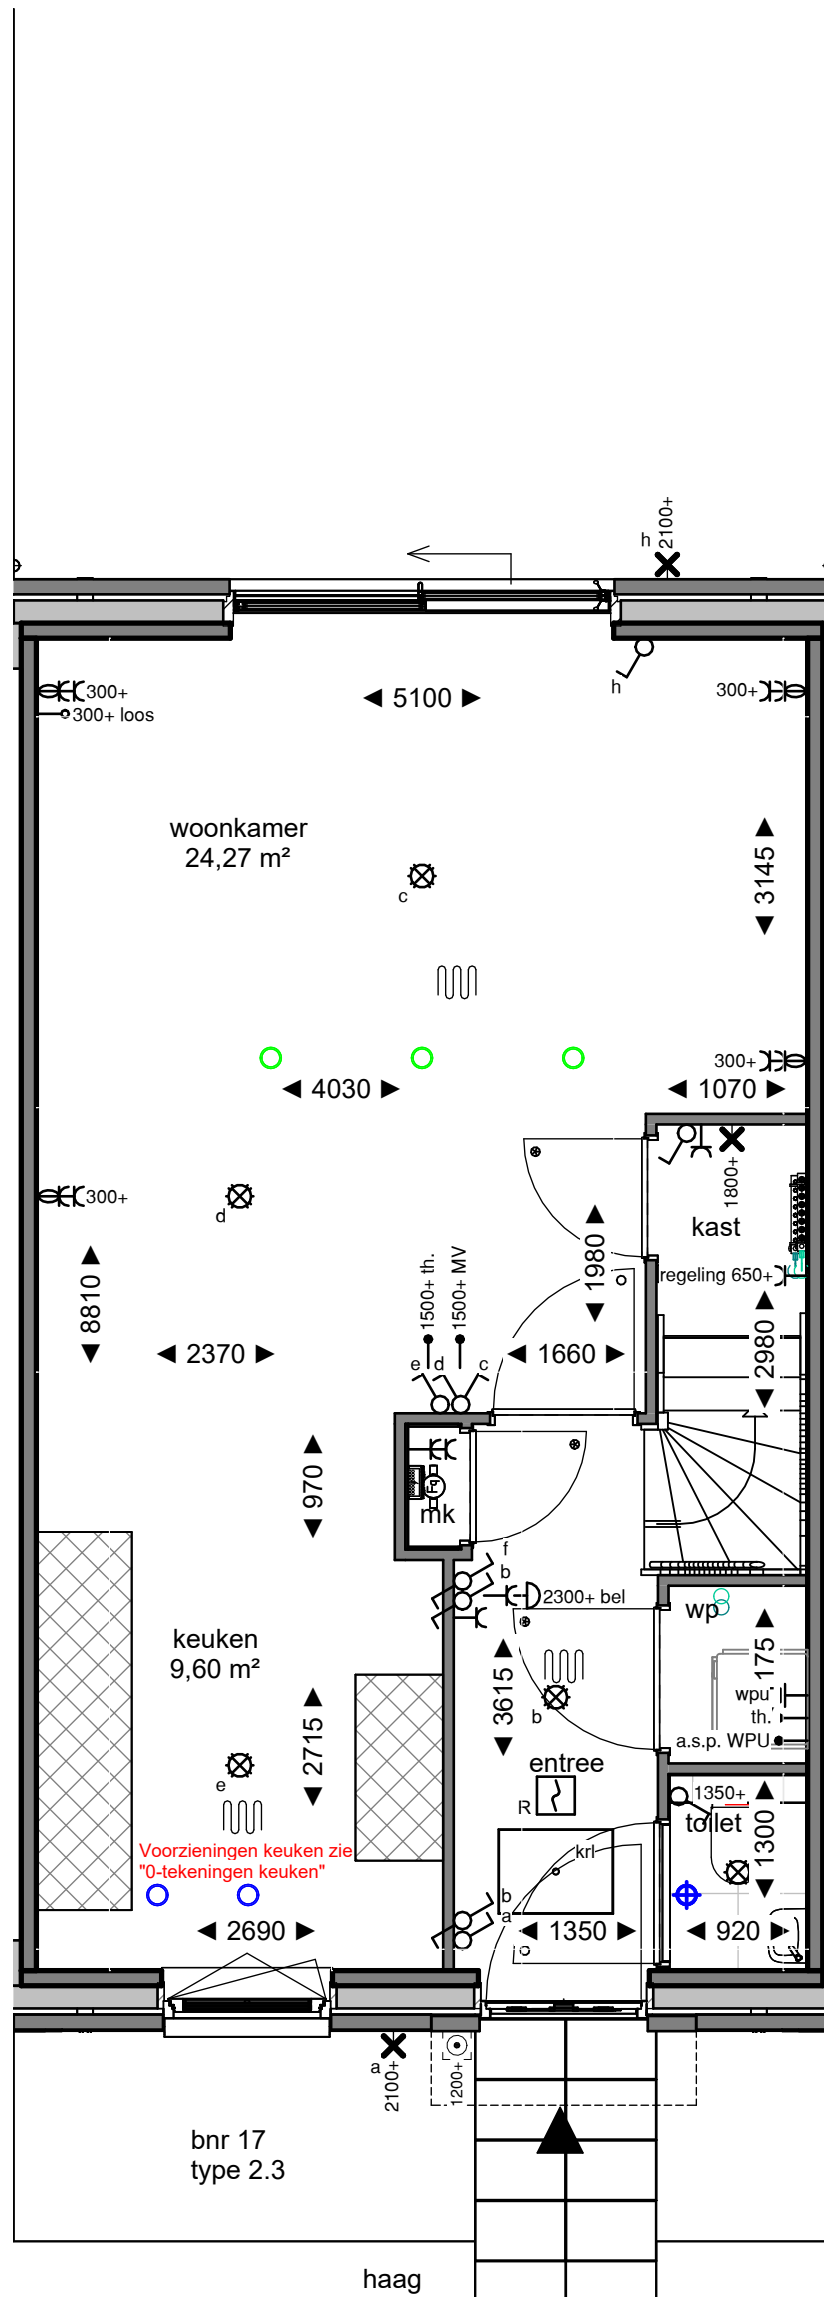 h
2100+
h
300+
300+ loos
5100
300+
woonkamer
24,27 m²
c
3145
300+
4030
1070
300+
d
1800+
kast
1980
regeling 650+
8810
1500+ th.
1500+ MV
2980
2370
1660
e d c
970
mk
f
b
2300+ bel
wp
keuken
9,60 m²
175
3615
wpu
th.
b
2715
a.s.p. WPU
entree
e
R
1350+
toilet
1300
Voorzieningen keuken zie
"0-tekeningen keuken"
krl
b
a
2690
1350
920
a
2100+
1200+
bnr 17
type 2.3
haag